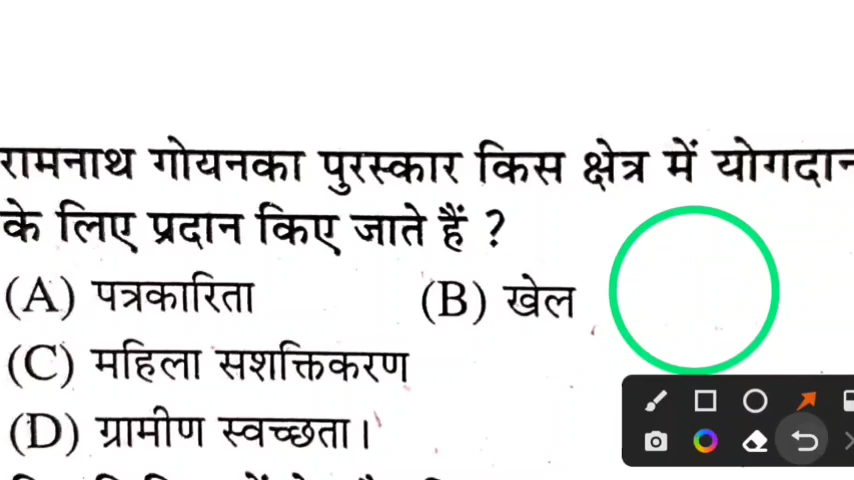 रामनाथ गोयनका पुरस्कार किस क्षेत्र में योगदान
के लिए प्रदान किए जाते हैं ?
(A) पत्रकारिता (B) खेल
(C) महिला सशक्तिकरण
(D) ग्रामीण स्वच्छता।